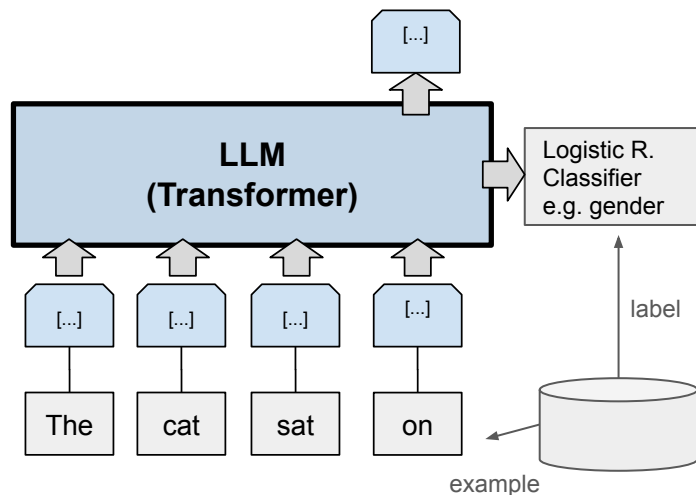 [...]
LLM
(Transformer)
Logistic R.
Classifier
e.g. gender
[...] [...] [...] [...]
label
The cat sat on
example